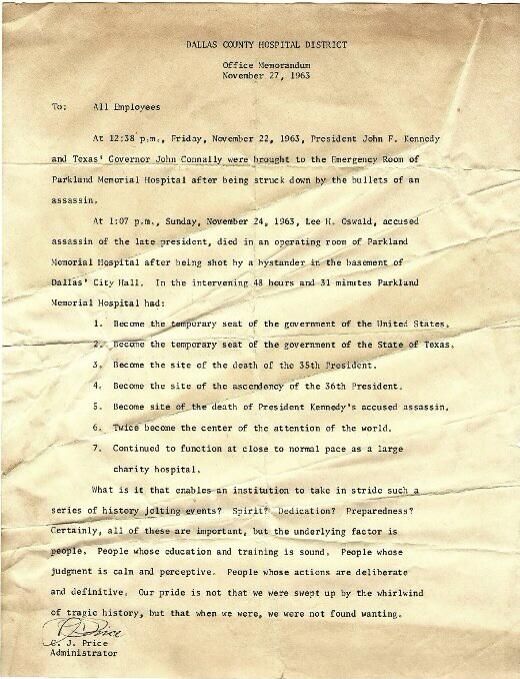 DALLAS COUNTY HOSPITAL DISTRICT
Office Memorandum
November 27, 1963
To: All Employees
At 12:38 p.m., Friday, November 22, 1963, President John F. Kennedy
and Texas' Governor John Connally were brought to the Emergency Room of
Parkland Memorial Hospital after being struck down by the bullets of an
assassin.
At 1:07 p.m., Sunday, November 24, 1963, Lee H. Oswald, accused
assassin of the late president, died in an operating room of Parkland
Memorial Hospital after being shot by a bystander in the basement of
Dallas' City Hall. In the intervening 48 hours and 31 minutes Parkland
Memorial Hospital had:
1. Become the temporary seat of the government of the United States.
2. Become the temporary seat of the government of the State of Texas.
3. Become the site of the death of the 35th President.
4. Become the site of the ascendency of the 36th President.
5. Become site of the death of President Kennedy's accused assassin.
6. Twice become the center of the attention of the world.
7. Continued to function at close to normal pace as a large
charity hospital.
What is it that enables an institution to take in stride such a
series of history jolting events? Spirit? Dedication? Preparedness?
Certainly, all of these are important, but the underlying factor is
people. People whose education and training is sound. People whose
judgment is calm and perceptive. People whose actions are deliberate
and definitive. Our pride is not that we were swept up by the whirlwind
of tragic history, but that when we were, we were not found wanting.
C J Price
C. J. Price
Administrator